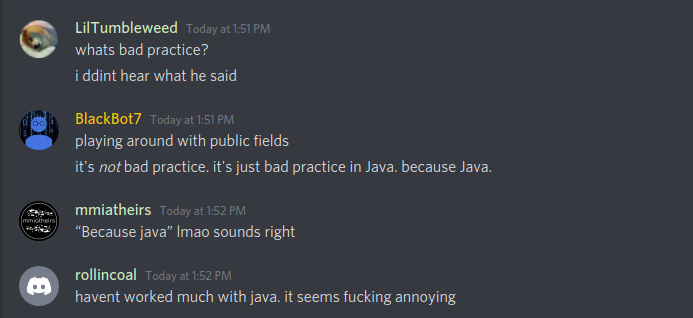 LilTumbleweed Today at 1:51 PM
whats bad practice?
i ddint hear what he said
BlackBot7 Today at 1:51 PM
playing around with public fields
it's not bad practice. it's just bad practice in Java. because Java.
mmiatheirs Today at 1:52 PM
mmiatheirs
“Because java” lmao sounds right
rollincoal Today at 1:52 PM
havent worked much with java. it seems fucking annoying